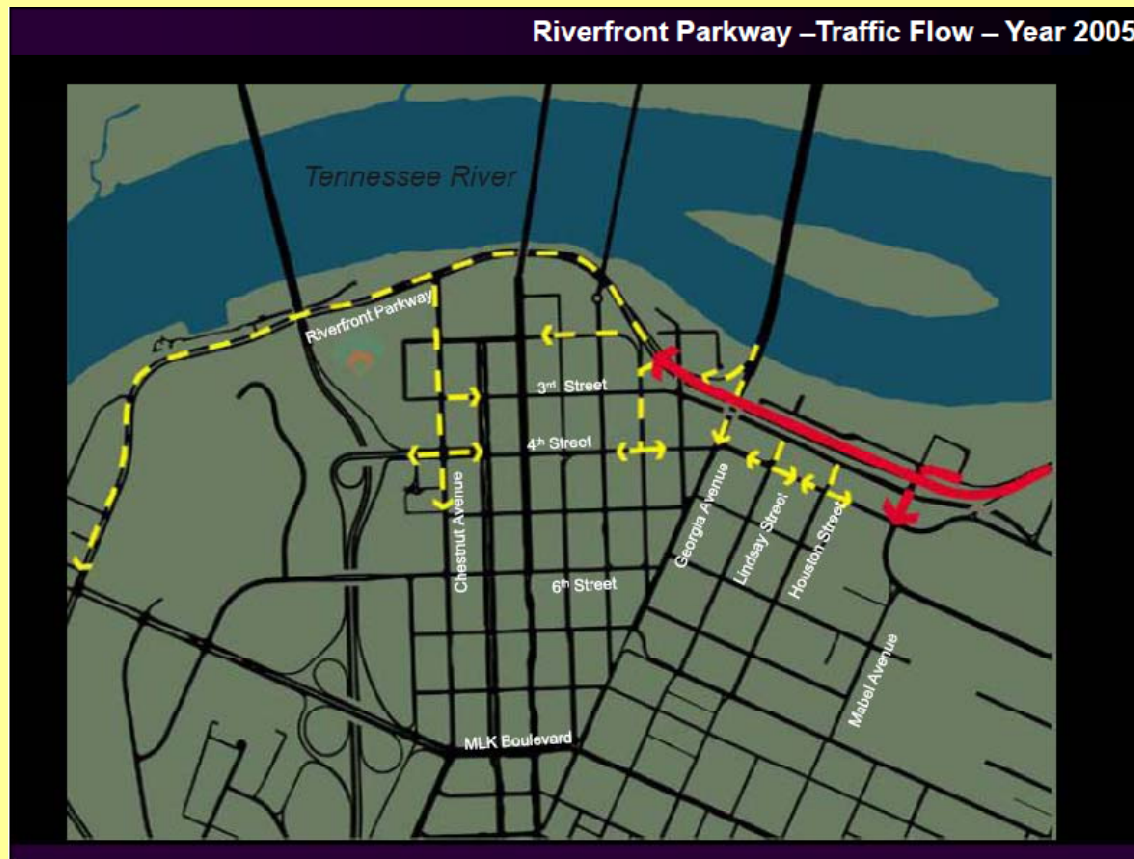 Riverfront Parkway –Traffic Flow – Year 2005
Tennessee River
Riverfront Parkway
3rd Street
4th Street
Chestnut Avenue
Georgia Avenue
Lindsay Street
Houston Street
6th Street
Mabel Avenue
MLK Boulevard